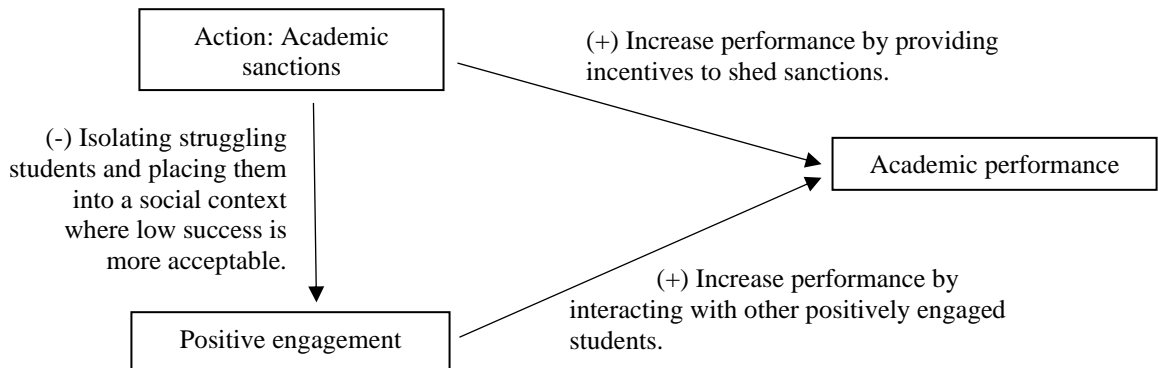 Action: Academic
sanctions
(+) Increase performance by providing
incentives to shed sanctions.
(-) Isolating struggling
students and placing them
into a social context
where low success is
more acceptable.
Academic performance
(+) Increase performance by
interacting with other positively engaged
students.
Positive engagement